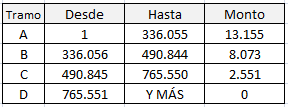 Tramo Desde Hasta Monto
A 1 336.055 13.155
B 336.056 490.844 8.073
C 490.845 765.550 2.551
D 765.551 Y MÁS 0